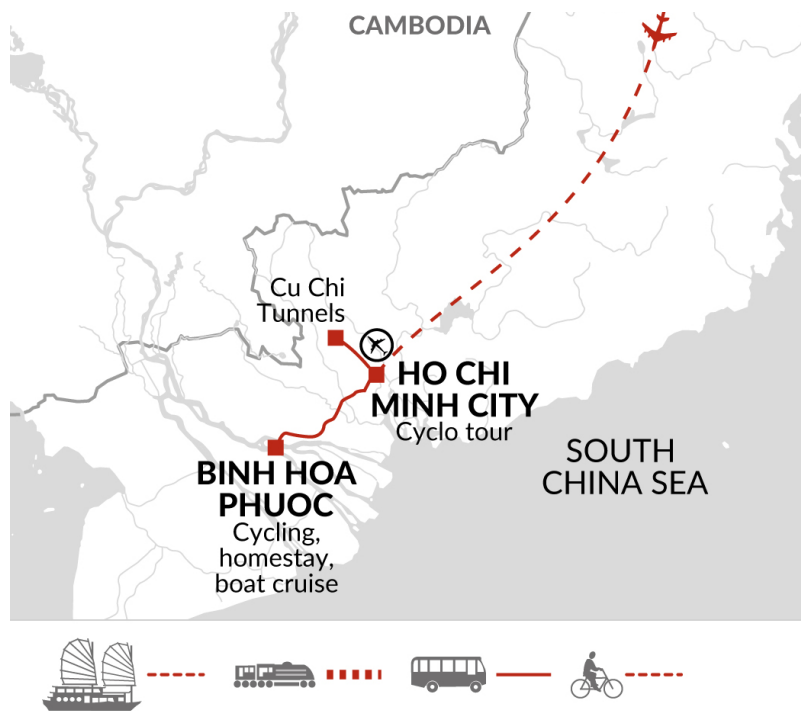 CAMBODIA
Cu Chi
Tunnels
HO CHI
MINH CITY
Cyclo tour
SOUTH
CHINA SEA
BINH HOA
PHUOC
Cycling,
homestay,
boat cruise